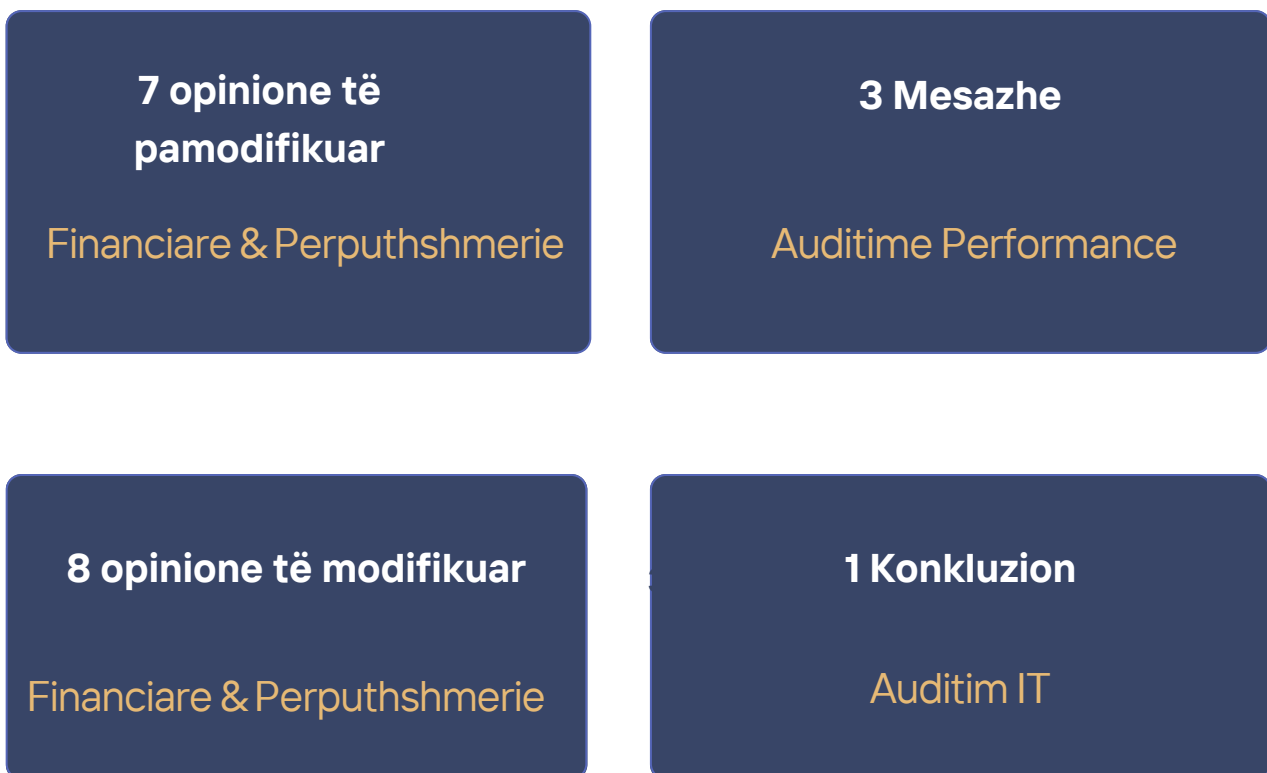 7 opinione të
pamodifikuar
Financiare & Perputhshmerie
3 Mesazhe
Auditime Performance
8 opinione të modifikuar
Financiare & Perputhshmerie
1 Konkluzion
Auditim IT